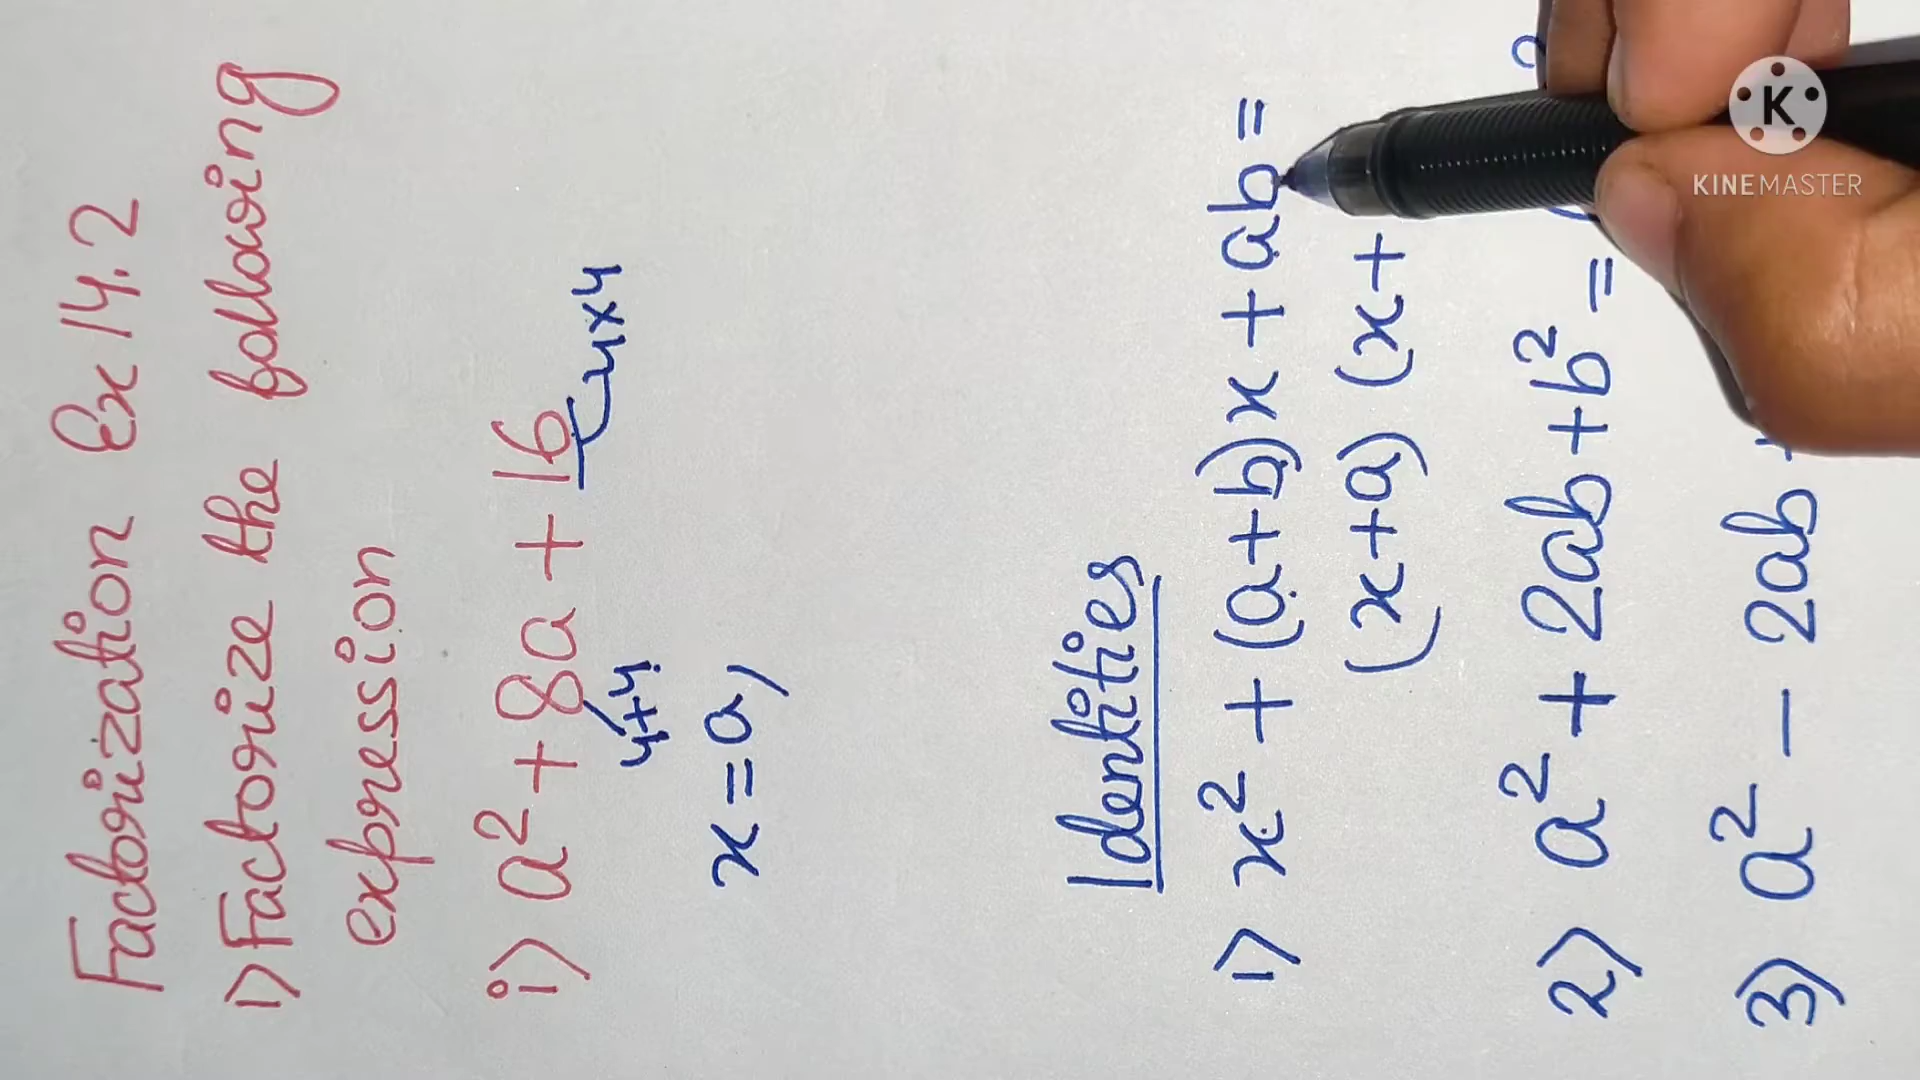 Factorization Ex 14.2
1) Factorize the following
expression
i) a² + 8a + 16
4+4 4×4
x = a,
Identities
1) x² + (a+b)x + ab =
(x+a) (x+
2) a² + 2ab + b² = ( 2
3) a² - 2ab +
K
KINEMASTER